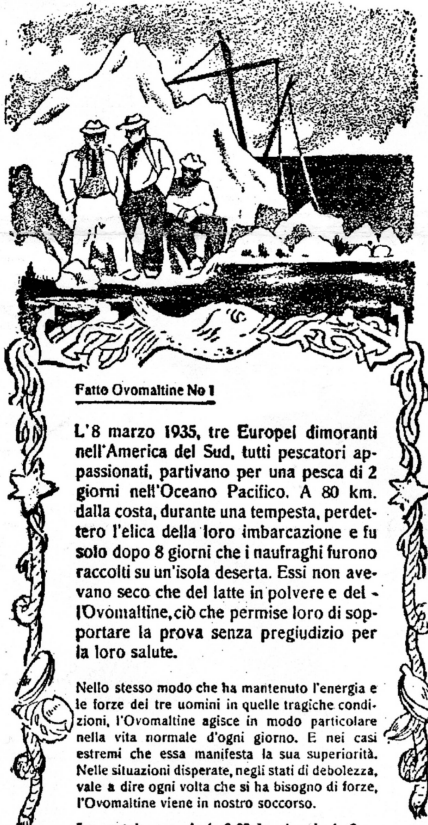 Fatto Ovomaltine No 1
L'8 marzo 1935, tre Europei dimoranti
nell'America del Sud, tutti pescatori ap-
passionati, partivano per una pesca di 2
giorni nell'Oceano Pacifico. A 80 km.
dalla costa, durante una tempesta, perdet-
tero l'elica della loro imbarcazione e fu
solo dopo 8 giorni che i naufraghi furono
raccolti su un'isola deserta. Essi non ave-
vano seco che del latte in polvere e del -
l'Ovomaltine, ciò che permise loro di sop-
portare la prova senza pregiudizio per
la loro salute.
Nello stesso modo che ha mantenuto l'energia e
le forze dei tre uomini in quelle tragiche condi-
zioni, l'Ovomaltine agisce in modo particolare
nella vita normale d'ogni giorno. E nei casi
estremi che essa manifesta la sua superiorità.
Nelle situazioni disperate, negli stati di debolezza,
vale a dire ogni volta che si ha bisogno di forze,
l'Ovomaltine viene in nostro soccorso.